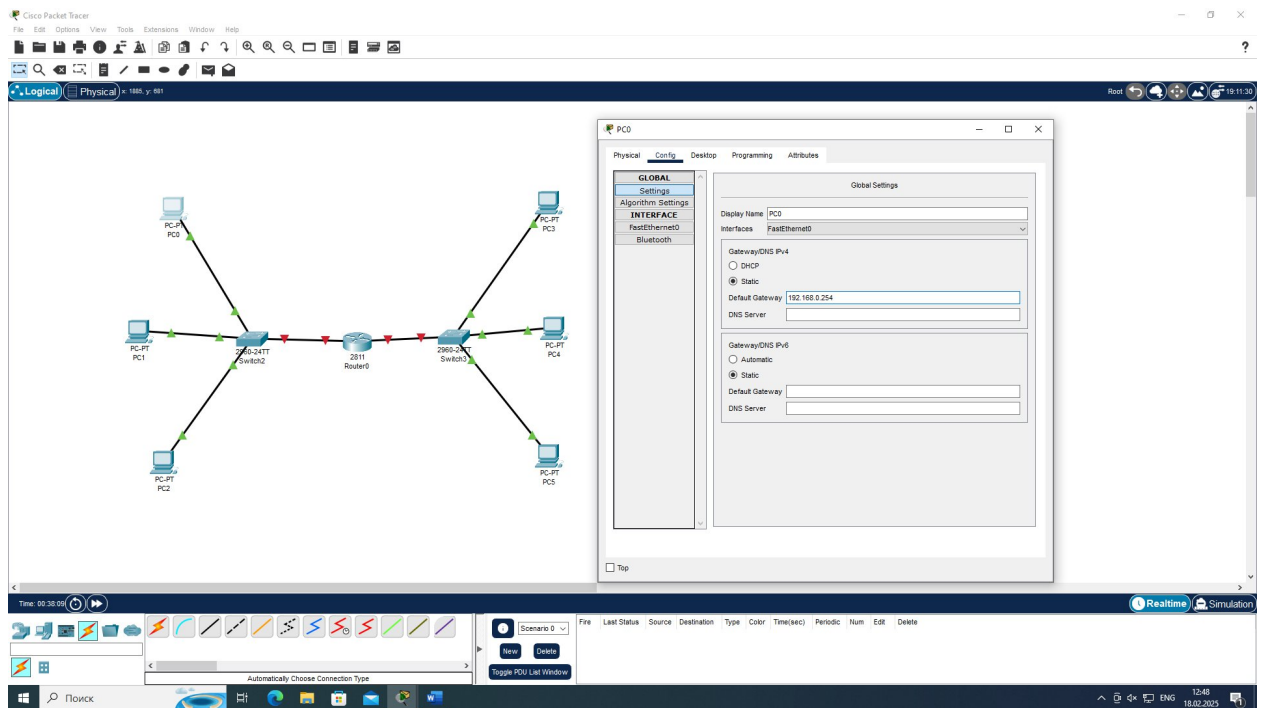 Cisco Packet Tracer
File Edit Options View Tools Extensions Window Help
?
Logical Physical x: 1885, y: 681 Root 19:11:30
PC0
Physical Config Desktop Programming Attributes
GLOBAL
Settings
Algorithm Settings
INTERFACE
FastEthernet0
Bluetooth
Global Settings
Display Name PC0
Interfaces FastEthernet0
Gateway/DNS IPv4
DHCP
Static
Default Gateway 192.168.0.254
DNS Server
Gateway/DNS IPv6
Automatic
Static
Default Gateway
DNS Server
Top
PC-PT
PC0
PC-PT
PC3
PC-PT
PC1
2960-24TT
Switch2
2811
Router0
2960-24TT
Switch3
PC-PT
PC4
PC-PT
PC2
PC-PT
PC5
Time: 00:38:09 Realtime Simulation
Scenario 0
New Delete
Toggle PDU List Window
Fire Last Status Source Destination Type Color Time(sec) Periodic Num Edit Delete
Automatically Choose Connection Type
Поиск
W
ENG
12:48
18.02.2025
1